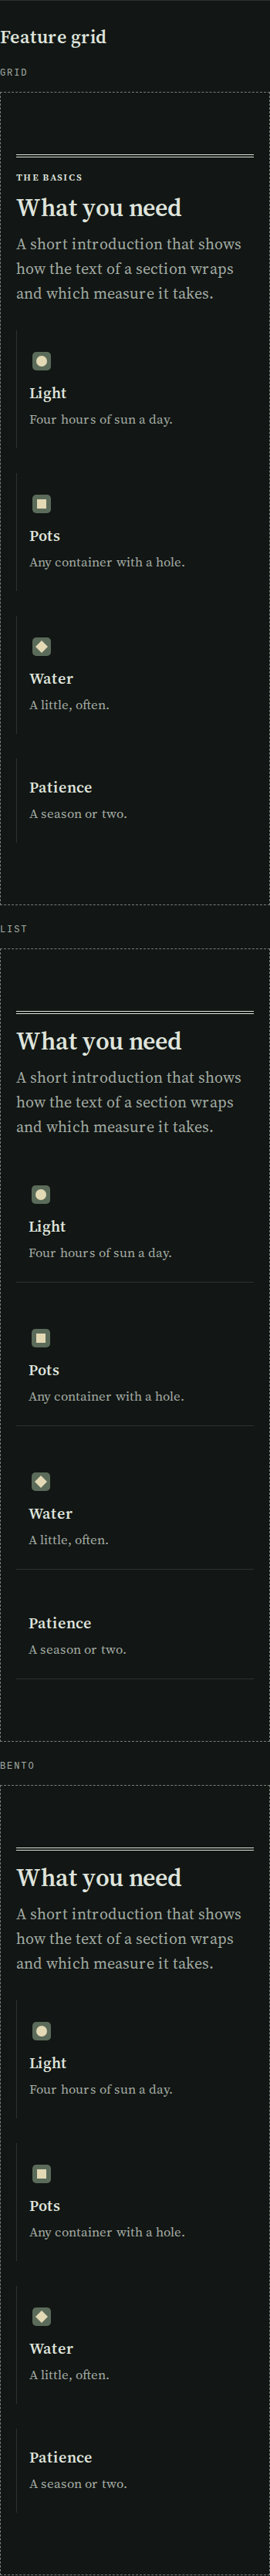 Feature grid
GRID
THE BASICS
What you need
A short introduction that shows
how the text of a section wraps
and which measure it takes.
Light
Four hours of sun a day.
Pots
Any container with a hole.
Water
A little, often.
Patience
A season or two.
LIST
What you need
A short introduction that shows
how the text of a section wraps
and which measure it takes.
Light
Four hours of sun a day.
Pots
Any container with a hole.
Water
A little, often.
Patience
A season or two.
BENTO
What you need
A short introduction that shows
how the text of a section wraps
and which measure it takes.
Light
Four hours of sun a day.
Pots
Any container with a hole.
Water
A little, often.
Patience
A season or two.